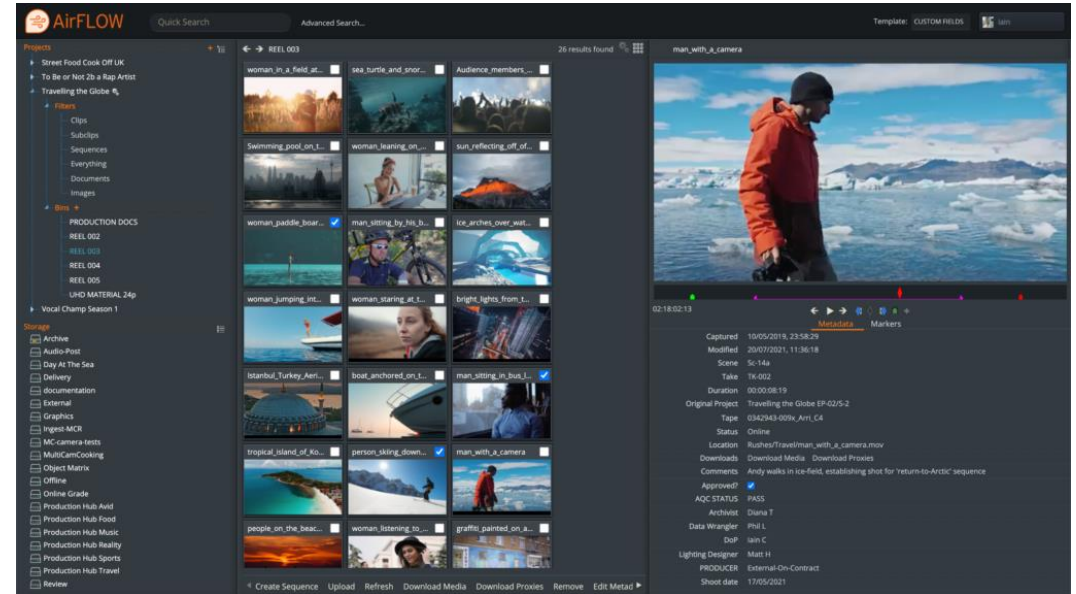 AirFLOW
Quick Search
Advanced Search...
Template: CUSTOM FIELDS
Iain
Projects
Street Food Cook Off UK
To Be or Not 2b a Rap Artist
Travelling the Globe
Filters
Clips
Subclips
Sequences
Everything
Documents
Images
Bins +
PRODUCTION DOCS
REEL 002
REEL 003
REEL 004
REEL 005
UHD MATERIAL 24p
Vocal Champ Season 1
Storage
Archive
Audio-Post
Day At The Sea
Delivery
documentation
External
Graphics
Ingest-MCR
MC-camera-tests
MultiCamCooking
Object Matrix
Offline
Online Grade
Production Hub Avid
Production Hub Food
Production Hub Music
Production Hub Reality
Production Hub Sports
Production Hub Travel
Review
REEL 003
26 results found
woman_in_a_field_at...
sea_turtle_and_snor...
Audience_members_...
Swimming_pool_on_t...
woman_leaning_on_...
sun_reflecting_off_of...
woman_paddle_boar...
man_sitting_by_his_b...
ice_arches_over_wat...
woman_jumping_int...
woman_staring_at_t...
bright_lights_from_t...
Istanbul_Turkey_Aeri...
boat_anchored_on_t...
man_sitting_in_bus_l...
tropical_island_of_Ko...
person_skiing_down...
man_with_a_camera
people_on_the_beac...
woman_listening_to_...
graffiti_painted_on_a...
Create Sequence Upload Refresh Download Media Download Proxies Remove Edit Metad
man_with_a_camera
02:18:02:13
Metadata Markers
Captured 10/05/2019, 23:58:29
Modified 20/07/2021, 11:36:18
Scene Sc-14a
Take TK-002
Duration 00:00:08:19
Original Project Travelling the Globe EP-02/S-2
Tape 0342943-009x_Arri_C4
Status Online
Location Rushes/Travel/man_with_a_camera.mov
Downloads Download Media Download Proxies
Comments Andy walks in ice-field, establishing shot for 'return-to-Arctic' sequence
Approved?
AQC STATUS PASS
Archivist Diana T
Data Wrangler Phil L
DoP Iain C
Lighting Designer Matt H
PRODUCER External-On-Contract
Shoot date 17/05/2021